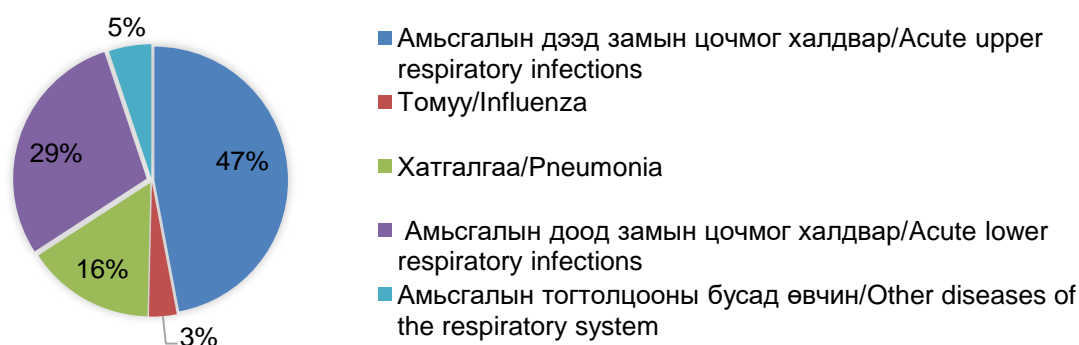 5%
47%
29%
16%
3%
Амьсгалын дээд замын цочмог халдвар/Acute upper
respiratory infections
Томуу/Influenza
Хатгалгаа/Pneumonia
Амьсгалын доод замын цочмог халдвар/Acute lower
respiratory infections
Амьсгалын тогтолцооны бусад өвчин/Other diseases of
the respiratory system